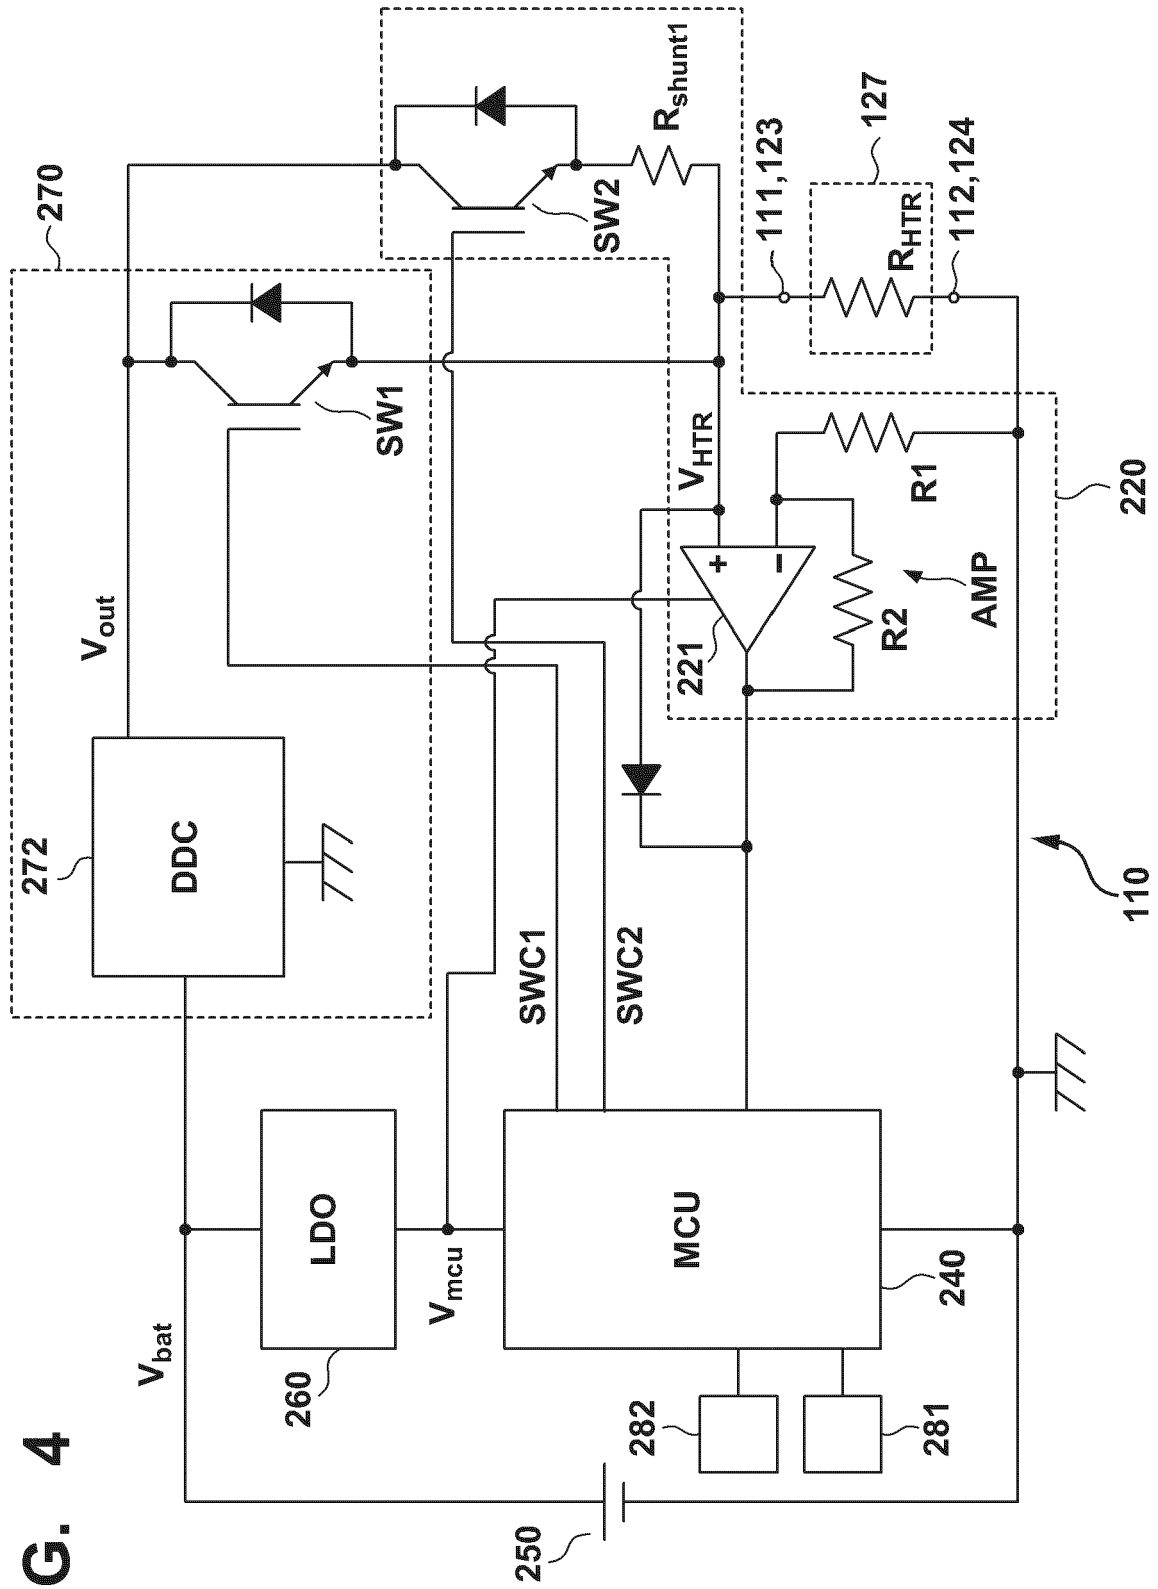 G. 4
270
272
DDC
Vout
SW1
SW2
Rshunt1
111,123
127
RHTR
112,124
VHTR
Vbat
LDO
260
Vmcu
SWC1
SWC2
221
R1
R2
AMP
220
MCU
240
282
281
250
110